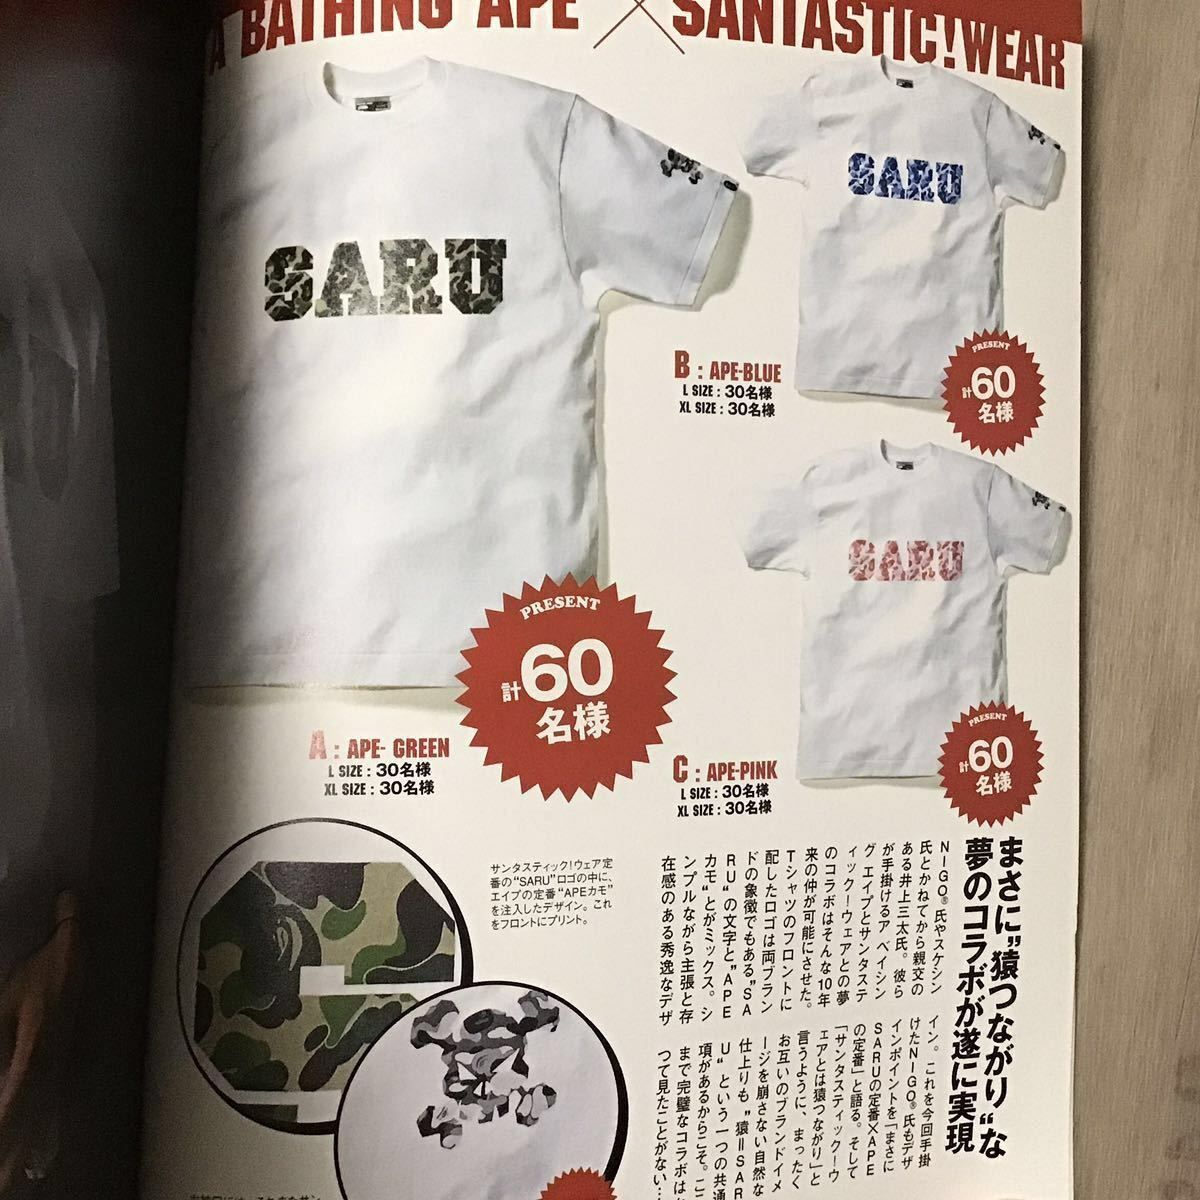 A BATHING APE × SANTASTIC! WEAR
SARU
SARU
B : APE-BLUE
L SIZE : 30名様
XL SIZE : 30名様
PRESENT
計60
名様
SARU
PRESENT
計60
名様
A : APE- GREEN
L SIZE : 30名様
XL SIZE : 30名様
C : APE-PINK
L SIZE : 30名様
XL SIZE : 30名様
PRESENT
計60
名様
サンタスティック!ウェア定
番の“SARU”ロゴの中に、
エイプの定番“APEカモ”
を注入したデザイン。これ
をフロントにプリント。
まさに”猿つながり“な
夢のコラボが遂に実現
NIGO®氏やスケシン
氏とかねてから親交の
ある井上三太氏。彼ら
が手掛けるア ベイシン
グ エイプとサンタステ
ィック!ウェアとの夢
のコラボはそんな10年
来の仲が可能にさせた。
Tシャツのフロントに
配したロゴは両ブラン
ドの象徴でもある”SA
RU“の文字と”APE
カモ“とがミックス。シ
ンプルながら主張と存
在感のある秀逸なデザ
イン。これを今回手掛
けたNIGO®氏もデザ
インポイントを「まさに
SARUの定番×APE
の定番」と語る。そして
「サンタスティック!ウ
ェアとは猿つながり」と
言うように、まったく
お互いのブランドイメ
ージを崩さない自然な
仕上りも”猿=SAR
U“という一つの共通
項があるからこそ。ここ
まで完璧なコラボは
つて見たことがない…